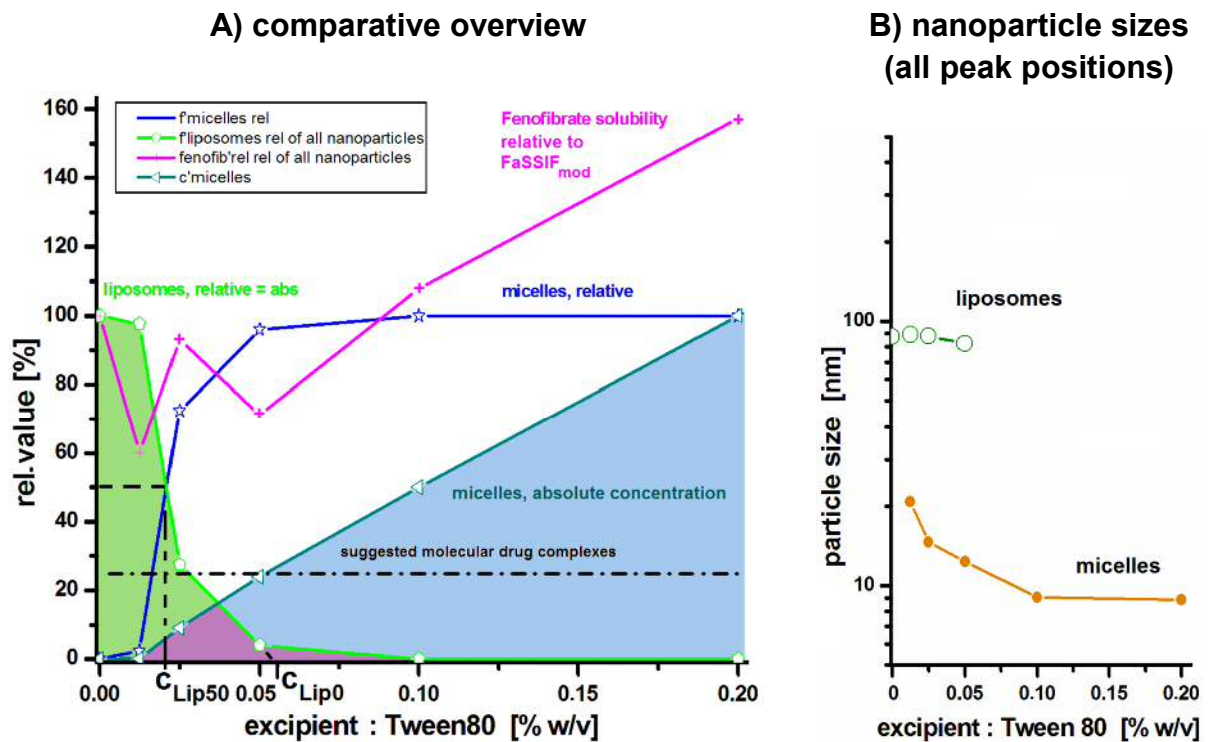 A) comparative overview
160
140
120
100
80
60
40
20
0
rel.value [%]
f'micelles rel
f'liposomes rel of all nanoparticles
fenofib'rel rel of all nanoparticles
c'micelles
Fenofibrate solubility
relative to
FaSSIFmod
liposomes, relative = abs
micelles, relative
micelles, absolute concentration
suggested molecular drug complexes
0.00
CLip50
0.05
CLip0
0.10
0.15
0.20
excipient : Tween80 [% w/v]
B) nanoparticle sizes
(all peak positions)
100
10
particle size [nm]
liposomes
micelles
0
0.05
0.10
0.15
0.20
excipient : Tween 80 [% w/v]